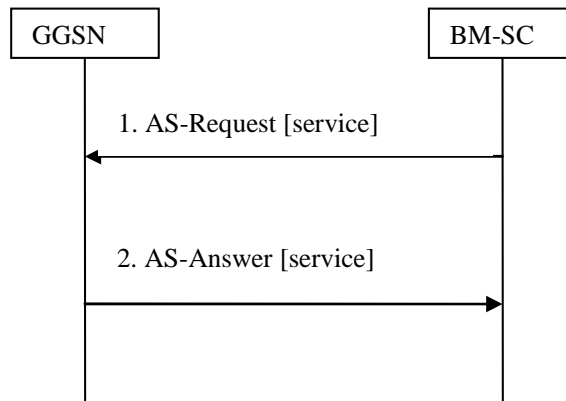 GGSN
BM-SC
1. AS-Request [service]
2. AS-Answer [service]